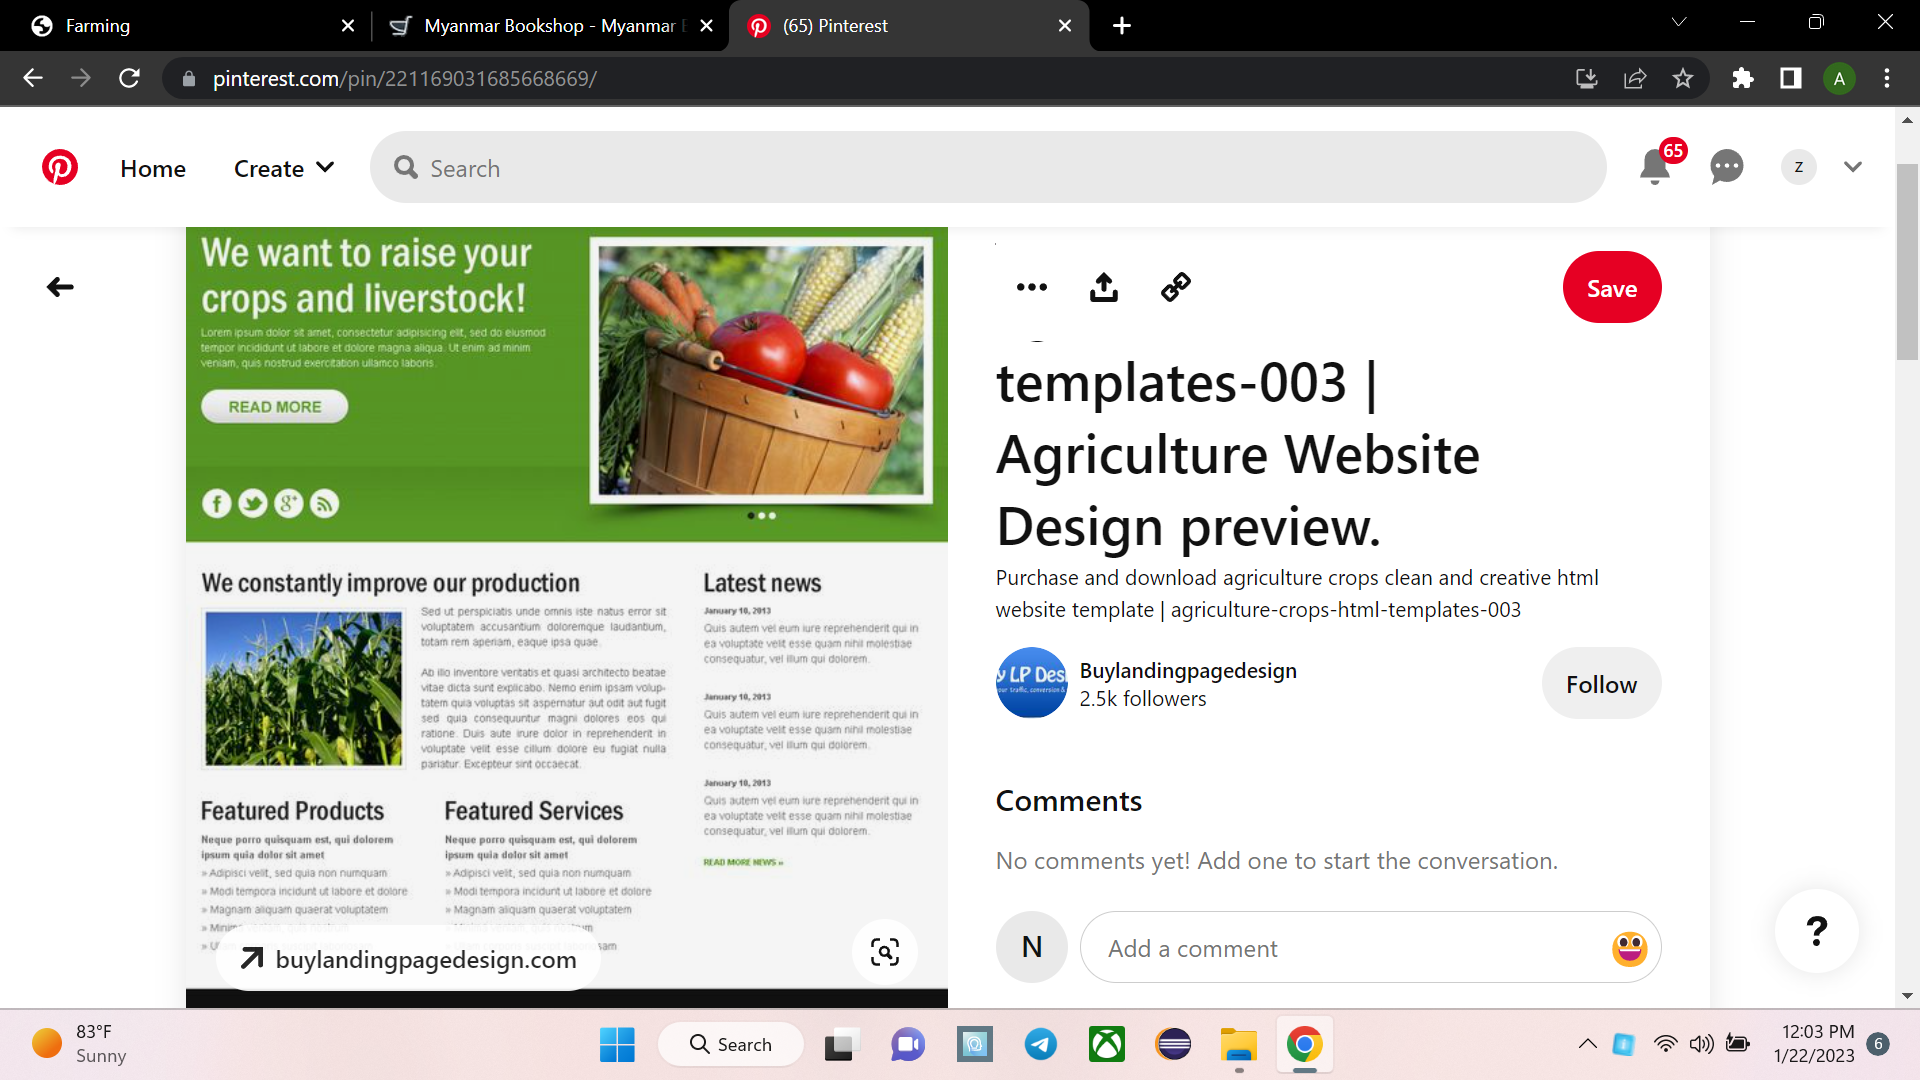 Farming
Myanmar Bookshop - Myanmar
(65) Pinterest
pinterest.com/pin/221169031685668669/
A
Home
Create
Search
65
z
We want to raise your
crops and liverstock!
Lorem ipsum dolor sit amet, consectetur adipisicing elit, sed do eiusmod
tempor incididunt ut labore et dolore magna aliqua. Ut enim ad minim
veniam, quis nostrud exercitation ullamco laboris.
READ MORE
We constantly improve our production
Sed ut perspiciatis unde omnis iste natus error sit
voluptatem accusantium doloremque laudantium,
totam rem aperiam, eaque ipsa quae.
Ab illo inventore veritatis et quasi architecto beatae
vitae dicta sunt explicabo. Nemo enim ipsam volup-
tatem quia voluptas sit aspernatur aut odit aut fugit
sed quia consequuntur magni dolores eos qui
ratione. Duis aute irure dolor in reprehenderit in
voluptate velit esse cillum dolore eu fugiat nulla
pariatur. Excepteur sint occaecat.
Latest news
January 10, 2013
Quis autem vel eum iure reprehenderit qui in
ea voluptate velit esse quam nihil molestiae
consequatur, vel illum qui dolorem.
January 10, 2013
Quis autem vel eum iure reprehenderit qui in
ea voluptate velit esse quam nihil molestiae
consequatur, vel illum qui dolorem.
January 10, 2013
Quis autem vel eum iure reprehenderit qui in
ea voluptate velit esse quam nihil molestiae
consequatur, vel illum qui dolorem.
READ MORE NEWS »
Featured Products
Neque porro quisquam est, qui dolorem
ipsum quia dolor sit amet
» Adipisci velit, sed quia non numquam
» Modi tempora incidunt ut labore et dolore
» Magnam aliquam quaerat voluptatem
Featured Services
Neque porro quisquam est, qui dolorem
ipsum quia dolor sit amet
» Adipisci velit, sed quia non numquam
» Modi tempora incidunt ut labore et dolore
» Magnam aliquam quaerat voluptatem
buylandingpagedesign.com
Save
templates-003 |
Agriculture Website
Design preview.
Purchase and download agriculture crops clean and creative html
website template | agriculture-crops-html-templates-003
y LP Desi
Buylandingpagedesign
2.5k followers
Follow
Comments
No comments yet! Add one to start the conversation.
N
Add a comment
?
83°F
Sunny
Search
12:03 PM
1/22/2023
6